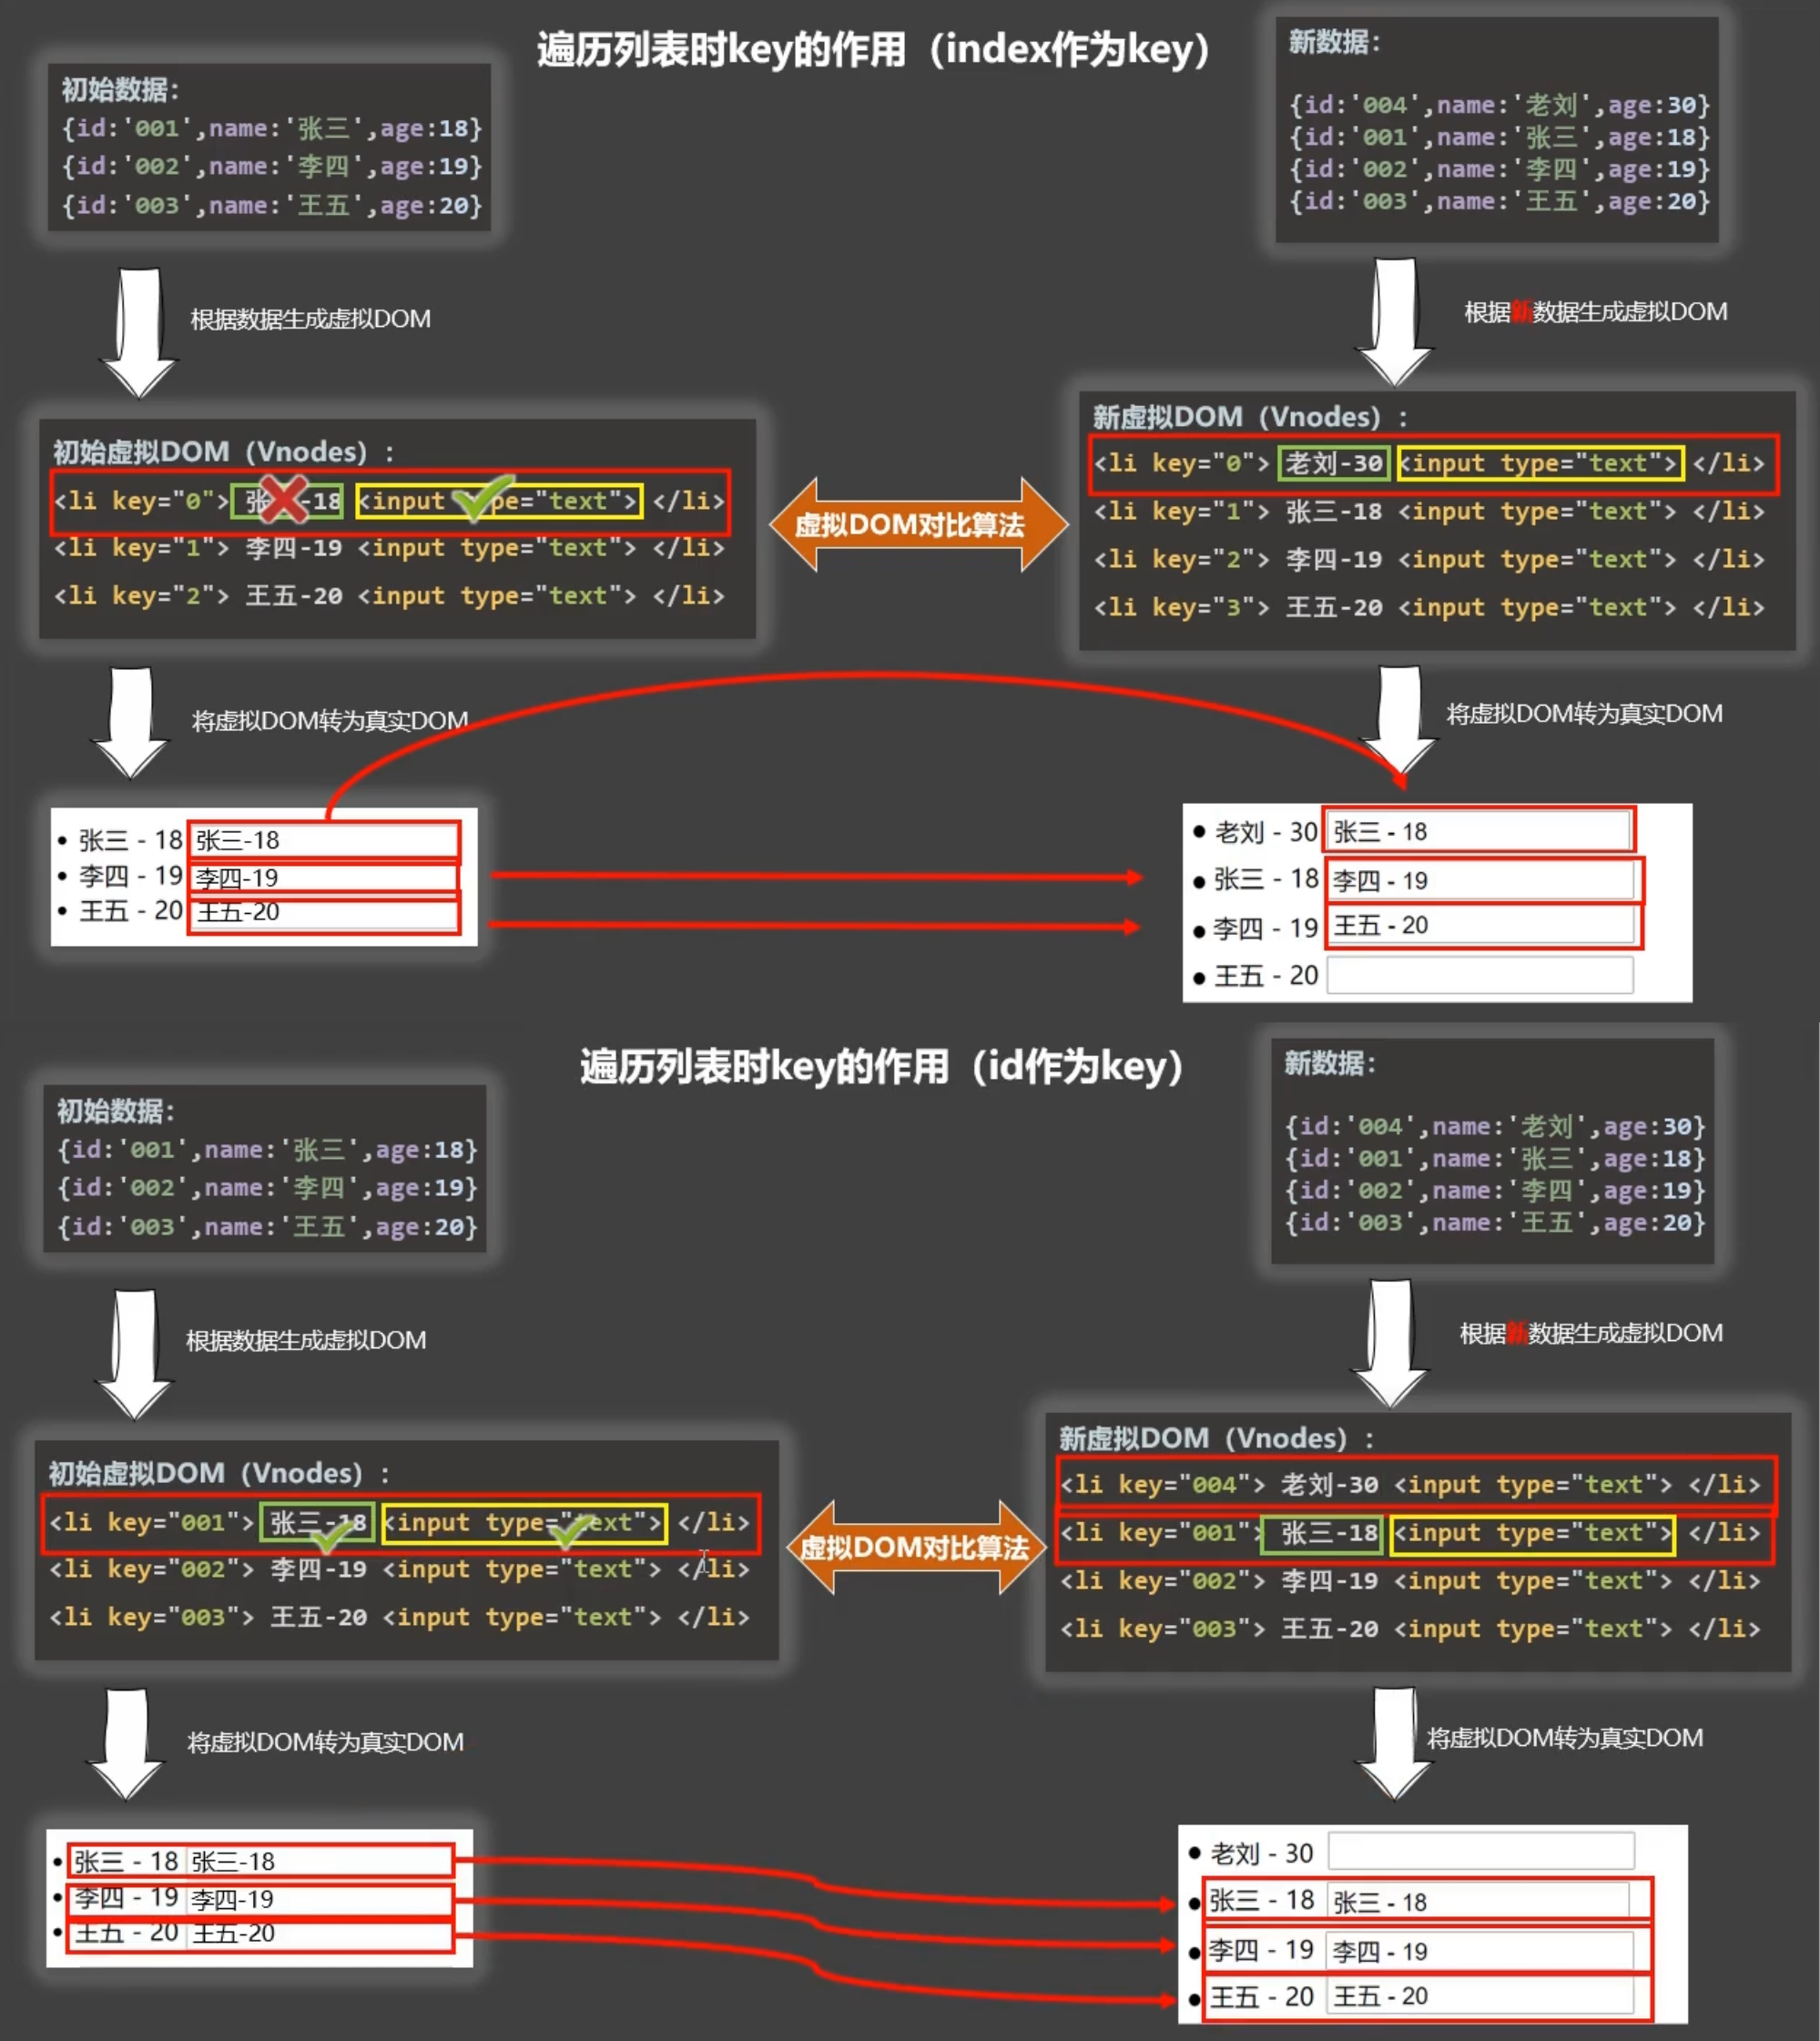 遍历列表时key的作用（index作为key）
初始数据：
{id:'001',name:'张三',age:18}
{id:'002',name:'李四',age:19}
{id:'003',name:'王五',age:20}
新数据：
{id:'004',name:'老刘',age:30}
{id:'001',name:'张三',age:18}
{id:'002',name:'李四',age:19}
{id:'003',name:'王五',age:20}
根据数据生成虚拟DOM
根据新数据生成虚拟DOM
初始虚拟DOM（Vnodes）：
<li key="0"> 张 -18 <input type="text"> </li>
<li key="1"> 李四-19 <input type="text"> </li>
<li key="2"> 王五-20 <input type="text"> </li>
虚拟DOM对比算法
新虚拟DOM（Vnodes）：
<li key="0"> 老刘-30 <input type="text"> </li>
<li key="1"> 张三-18 <input type="text"> </li>
<li key="2"> 李四-19 <input type="text"> </li>
<li key="3"> 王五-20 <input type="text"> </li>
将虚拟DOM转为真实DOM
将虚拟DOM转为真实DOM
• 张三 - 18 张三-18
• 李四 - 19 李四-19
• 王五 - 20 王五-20
• 老刘 - 30 张三 - 18
• 张三 - 18 李四 - 19
• 李四 - 19 王五 - 20
• 王五 - 20
遍历列表时key的作用（id作为key）
初始数据：
{id:'001',name:'张三',age:18}
{id:'002',name:'李四',age:19}
{id:'003',name:'王五',age:20}
新数据：
{id:'004',name:'老刘',age:30}
{id:'001',name:'张三',age:18}
{id:'002',name:'李四',age:19}
{id:'003',name:'王五',age:20}
根据数据生成虚拟DOM
根据新数据生成虚拟DOM
初始虚拟DOM（Vnodes）：
<li key="001"> 张三-18 <input type="text"> </li>
<li key="002"> 李四-19 <input type="text"> </li>
<li key="003"> 王五-20 <input type="text"> </li>
虚拟DOM对比算法
新虚拟DOM（Vnodes）：
<li key="004"> 老刘-30 <input type="text"> </li>
<li key="001"> 张三-18 <input type="text"> </li>
<li key="002"> 李四-19 <input type="text"> </li>
<li key="003"> 王五-20 <input type="text"> </li>
将虚拟DOM转为真实DOM
将虚拟DOM转为真实DOM
• 张三 - 18 张三-18
• 李四 - 19 李四-19
• 王五 - 20 王五-20
• 老刘 - 30
• 张三 - 18 张三 - 18
• 李四 - 19 李四 - 19
• 王五 - 20 王五 - 20